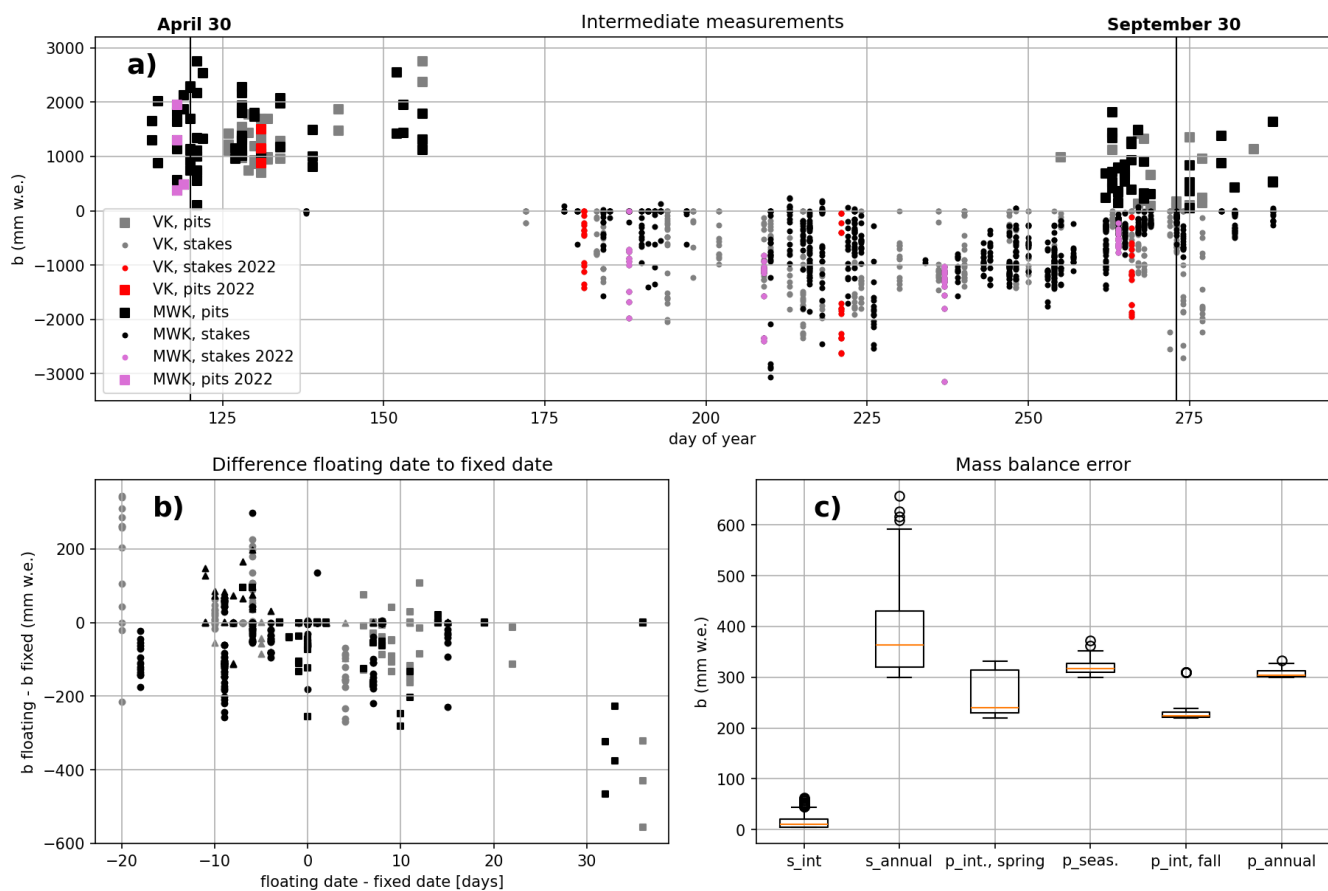 April 30
Intermediate measurements
September 30
a)
3000
2000
1000
0
−1000
−2000
−3000
b (mm w.e.)
VK, pits
VK, stakes
VK, stakes 2022
VK, pits 2022
MWK, pits
MWK, stakes
MWK, stakes 2022
MWK, pits 2022
125 150 175 200 225 250 275
day of year
Difference floating date to fixed date
b)
200
0
−200
−400
−600
b floating - b fixed (mm w.e.)
−20 −10 0 10 20 30
floating date - fixed date [days]
Mass balance error
c)
600
500
400
300
200
100
0
b (mm w.e.)
s_int s_annual p_int., spring p_seas. p_int, fall p_annual